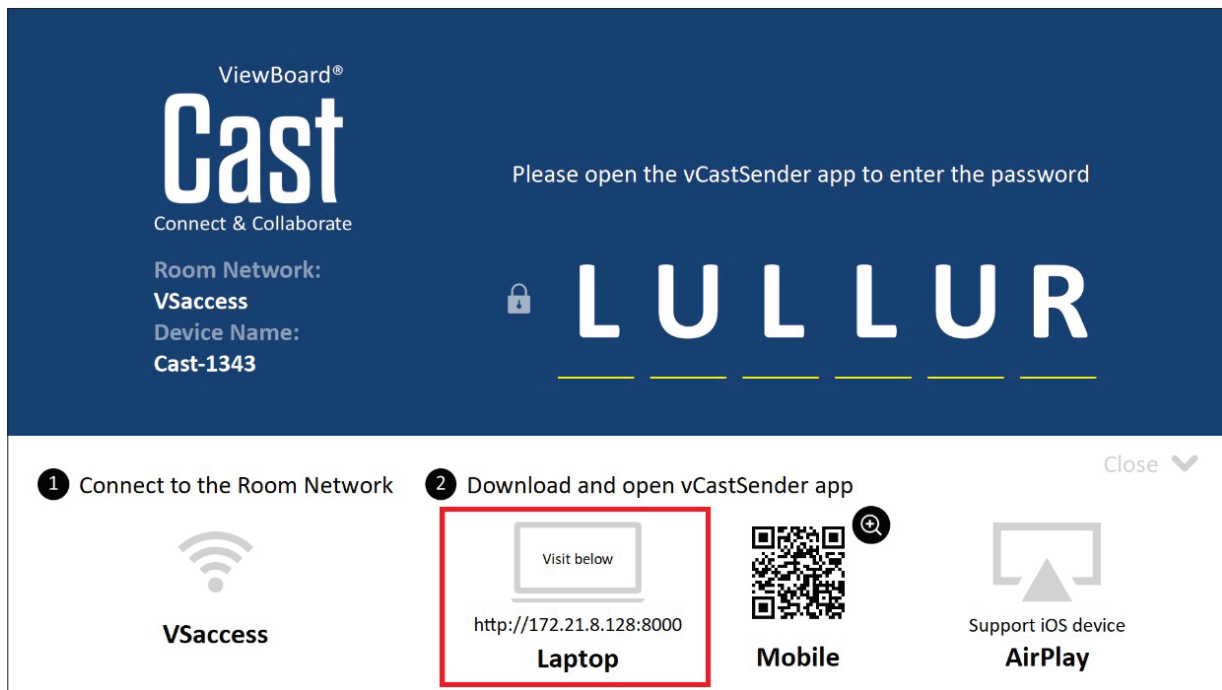 ViewBoard®
Cast
Connect & Collaborate
Room Network:
VSaccess
Device Name:
Cast-1343
Please open the vCastSender app to enter the password
LULLUR
Close
1 Connect to the Room Network
VSaccess
2 Download and open vCastSender app
Visit below
http://172.21.8.128:8000
Laptop
Mobile
Support iOS device
AirPlay